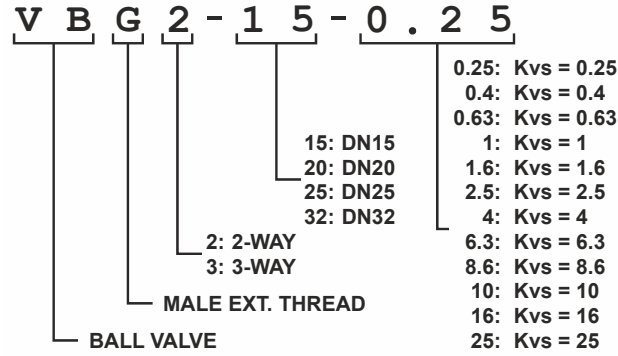 V B G 2 - 1 5 - 0 . 2 5
0.25: Kvs = 0.25
0.4: Kvs = 0.4
0.63: Kvs = 0.63
15: DN15
1: Kvs = 1
20: DN20
1.6: Kvs = 1.6
25: DN25
2.5: Kvs = 2.5
32: DN32
4: Kvs = 4
2: 2-WAY
6.3: Kvs = 6.3
3: 3-WAY
8.6: Kvs = 8.6
MALE EXT. THREAD
10: Kvs = 10
16: Kvs = 16
BALL VALVE
25: Kvs = 25